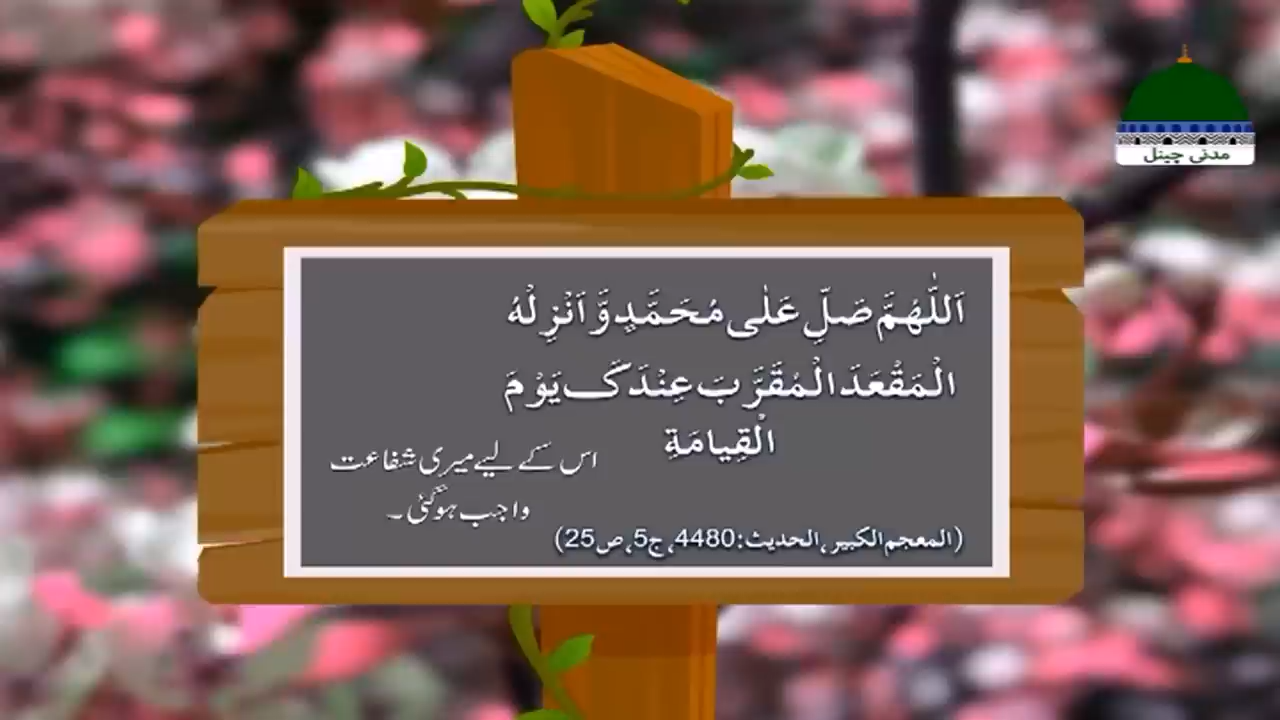 مدنی چینل
اَللّٰهُمَّ صَلِّ عَلٰی مُحَمَّدٍ وَّ اَنْزِلْهُ
الْمَقْعَدَ الْمُقَرَّبَ عِنْدَكَ یَوْمَ
الْقِیامَةِ
اس کے لیے میری شفاعت
واجب ہوگئی۔
(المعجم الکبیر، الحدیث:4480، ج5، ص25)